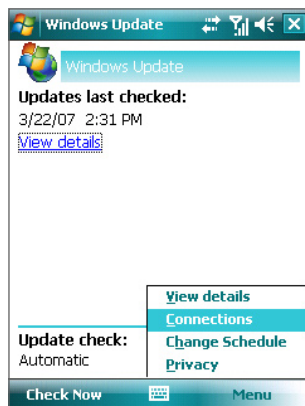 Windows Update
Windows Update
Updates last checked:
3/22/07 2:31 PM
View details
View details
Connections
Change Schedule
Privacy
Update check:
Automatic
Check Now
Menu